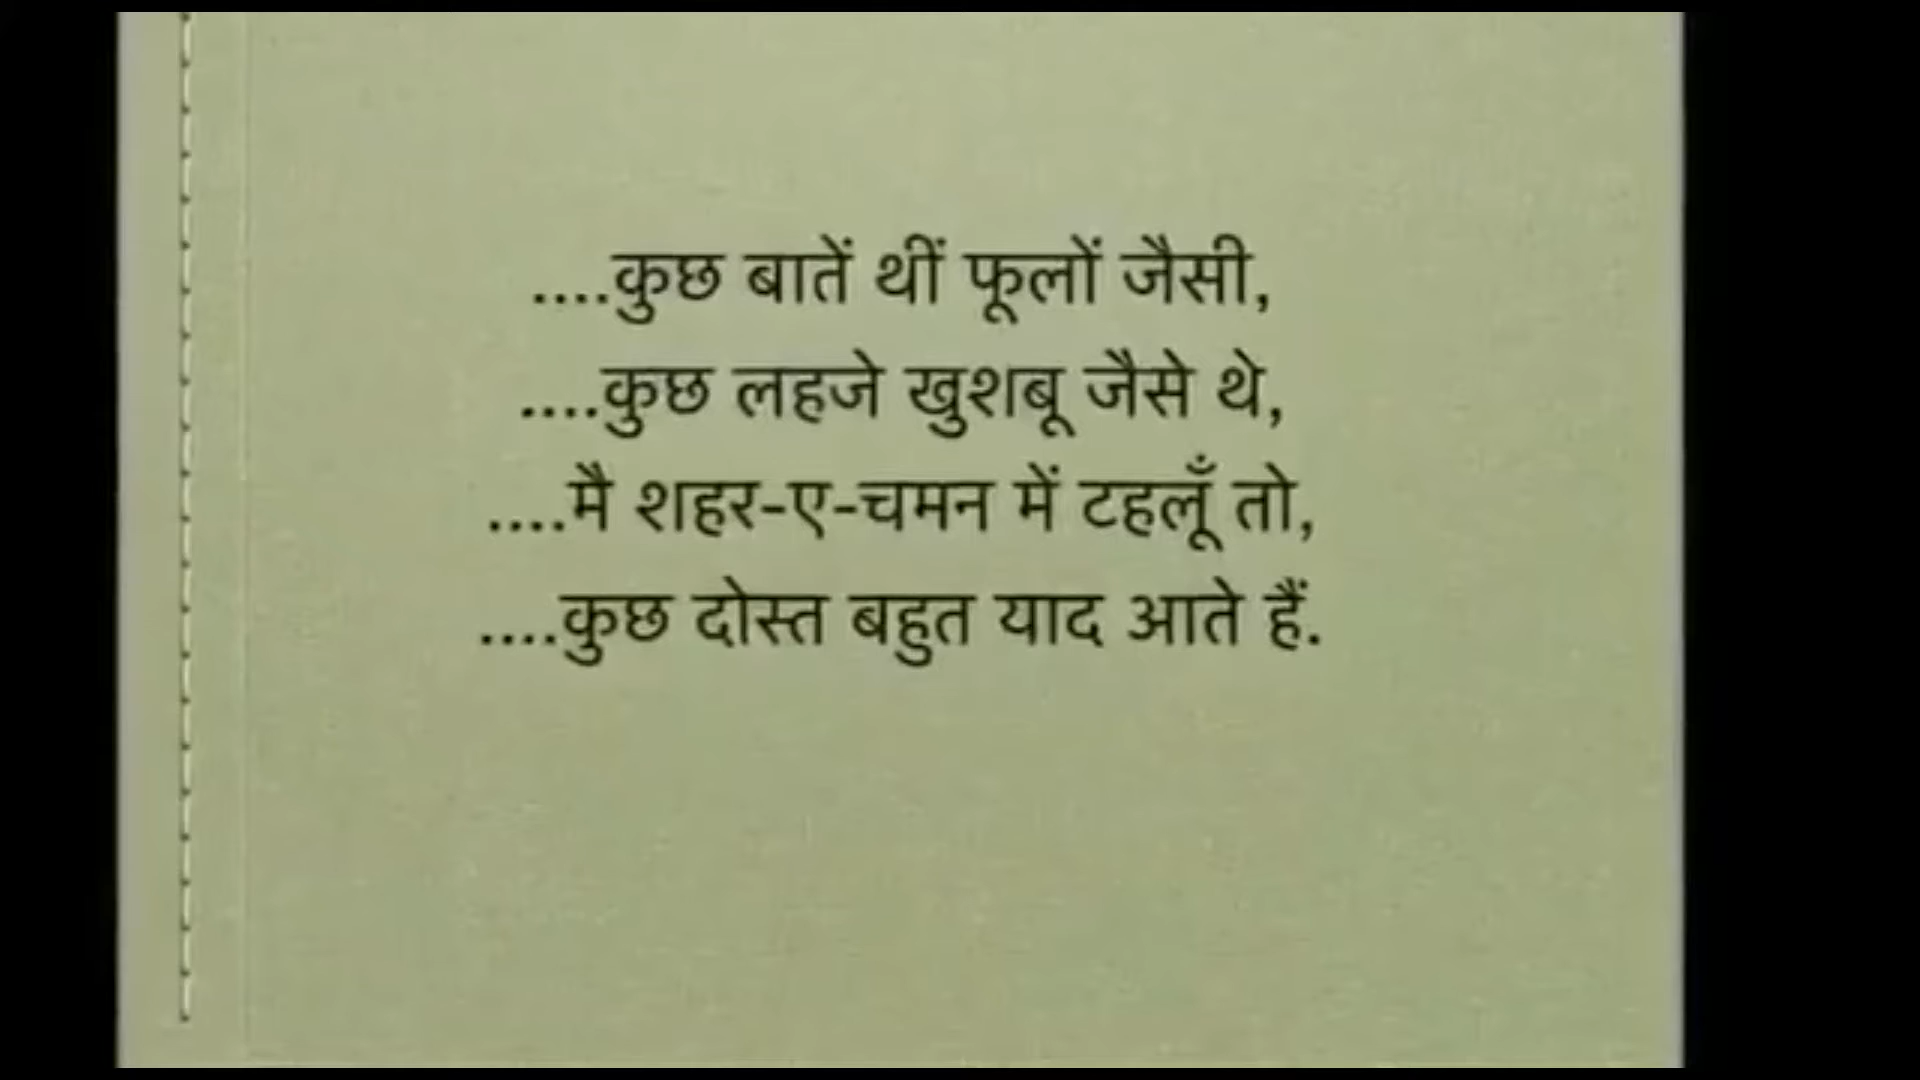 ....कुछ बातें थीं फूलों जैसी,
....कुछ लहजे खुशबू जैसे थे,
....मै शहर-ए-चमन में टहलूँ तो,
....कुछ दोस्त बहुत याद आते हैं.